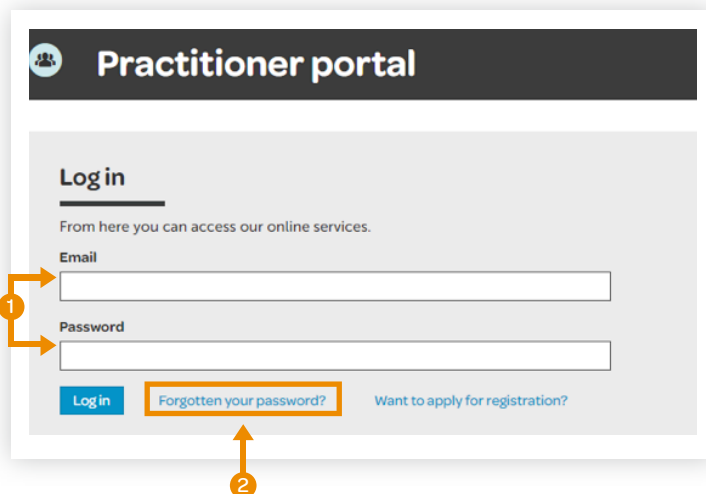 Practitioner portal
Log in
From here you can access our online services.
Email
1
Password
Log in Forgotten your password? Want to apply for registration?
2